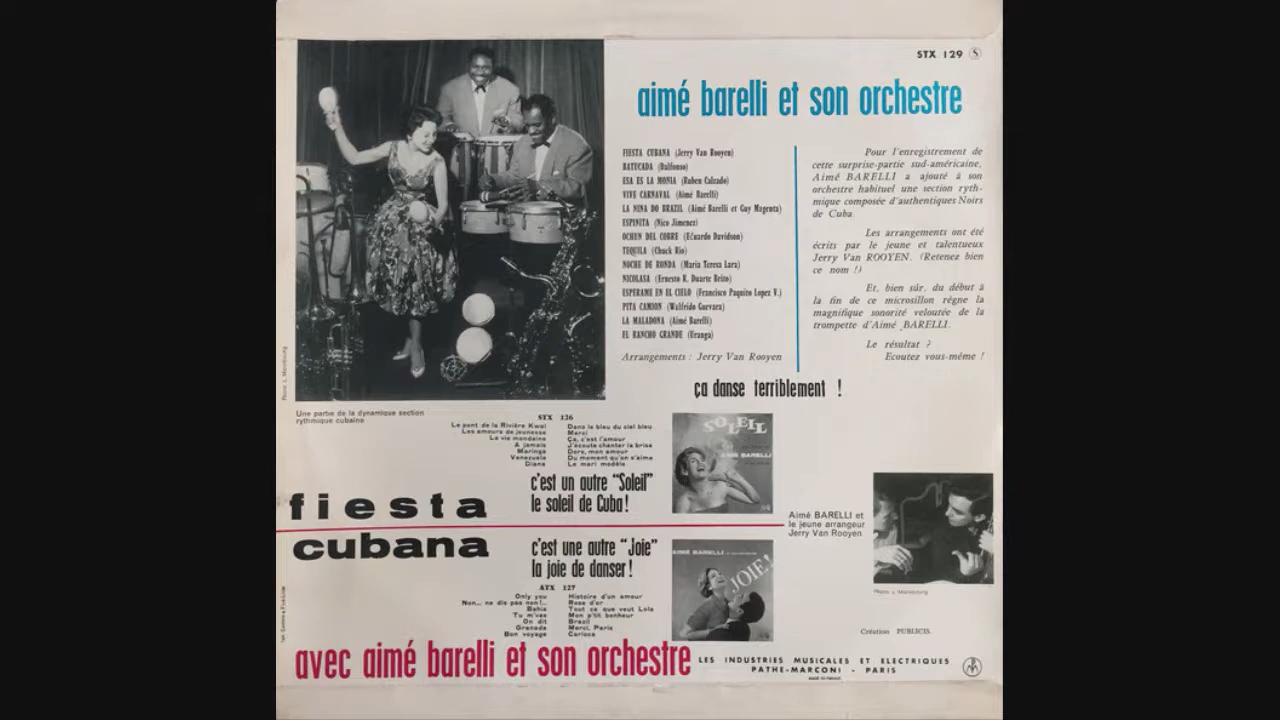 STX 129 S
aimé barelli et son orchestre
FIESTA CUBANA (Jerry Van Rooyen)
BATUCADA (Dalfonso)
ESA ES LA MONIA (Ruben Calzado)
VIVE CARNAVAL (Aimé Barelli)
LA NINA DO BRAZIL (Aimé Barelli et Guy Magenta)
ESPINITA (Nico Jimenez)
OCHUN DEL COBRE (Eduardo Davidson)
TEQUILA (Chuck Rio)
NOCHE DE RONDA (Maria Teresa Lara)
NICOLASA (Ernesto R. Duarte Brito)
ESPERAME EN EL CIELO (Francisco Paquito Lopez V.)
PITA CAMION (Walfrido Guevara)
LA MALADONA (Aimé Barelli)
EL RANCHO GRANDE (Uranga)
Arrangements : Jerry Van Rooyen
Pour l'enregistrement de
cette surprise-partie sud-américaine,
Aimé BARELLI a ajouté à son
orchestre habituel une section ryth-
mique composée d'authentiques Noirs
de Cuba
Les arrangements ont été
écrits par le jeune et talentueux
Jerry Van ROOYEN. (Retenez bien
ce nom !)
Et, bien sûr, du début à
la fin de ce microsillon règne la
magnifique sonorité veloutée de la
trompette d'Aimé BARELLI.
Le résultat ?
Ecoutez vous-même !
ça danse terriblement !
Une partie de la dynamique section
rythmique cubaine
STX 126
Le pont de la Rivière Kwaï Dans le bleu du ciel bleu
Les amours de jeunesse Merci
La vie mondaine Ça, c'est l'amour
A jamais J'écoute chanter la brise
Maringa Dors, mon amour
Venezuela Du moment qu'on s'aime
Diana Le mari modèle
c'est un autre "Soleil"
le soleil de Cuba !
SOLEIL
AIMÉ BARELLI
fiesta
cubana
Aimé BARELLI et
le jeune arrangeur
Jerry Van Rooyen
c'est une autre "Joie"
la joie de danser !
AIMÉ BARELLI
JOIE!
ATX 127
Only you Histoire d'un amour
Non... ne dis pas non !.. Rose d'or
Bahia Tout ce que veut Lola
Tu m'vas Mon p'tit bonheur
On dit Brazil
Granada Merci, Paris
Bon voyage Carioca
Création PUBLICIS.
avec aimé barelli et son orchestre
LES INDUSTRIES MUSICALES ET ELECTRIQUES
PATHE-MARCONI - PARIS
MADE IN FRANCE